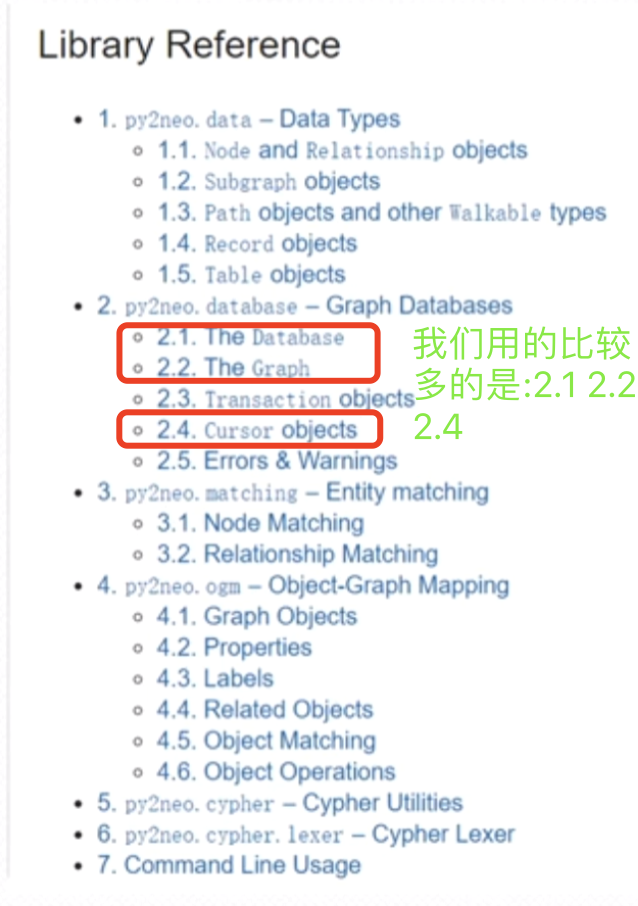 Library Reference
1. py2neo.data – Data Types
1.1. Node and Relationship objects
1.2. Subgraph objects
1.3. Path objects and other Walkable types
1.4. Record objects
1.5. Table objects
2. py2neo.database – Graph Databases
2.1. The Database
2.2. The Graph
2.3. Transaction objects
2.4. Cursor objects
2.5. Errors & Warnings
我们用的比较
多的是:2.1 2.2
2.4
3. py2neo.matching – Entity matching
3.1. Node Matching
3.2. Relationship Matching
4. py2neo.ogm – Object-Graph Mapping
4.1. Graph Objects
4.2. Properties
4.3. Labels
4.4. Related Objects
4.5. Object Matching
4.6. Object Operations
5. py2neo.cypher – Cypher Utilities
6. py2neo.cypher.lexer – Cypher Lexer
7. Command Line Usage